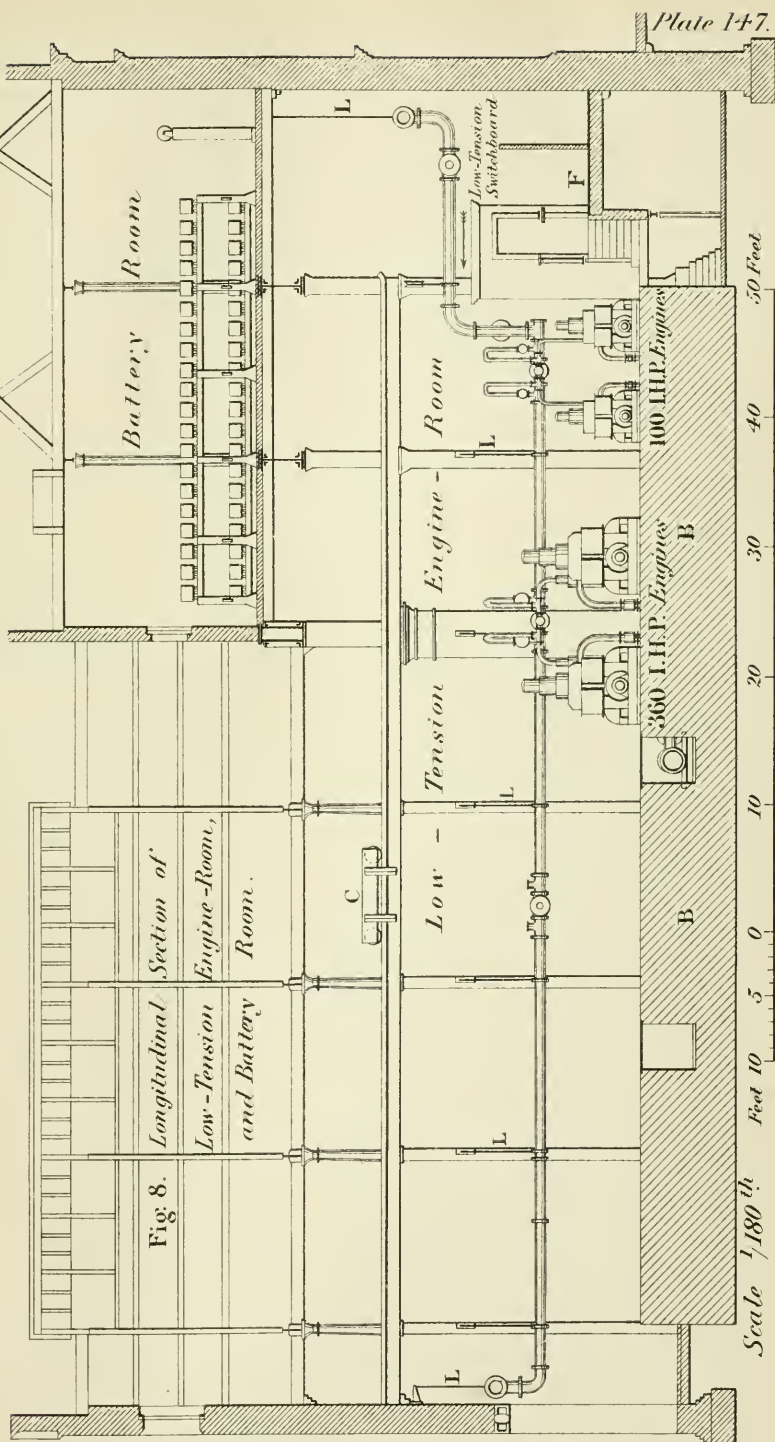 Plate 147.
Fig. 8. Longitudinal Section of
Low-Tension Engine-Room,
and Battery Room.
Battery Room
L
Low-Tension
Switchboard
F
C
Low - Tension Engine - Room
L
L
L
L
360 I.H.P. Engines
100 I.H.P. Engines
B
B
Scale 1/180th
Feet 10 5 0 10 20 30 40 50 Feet